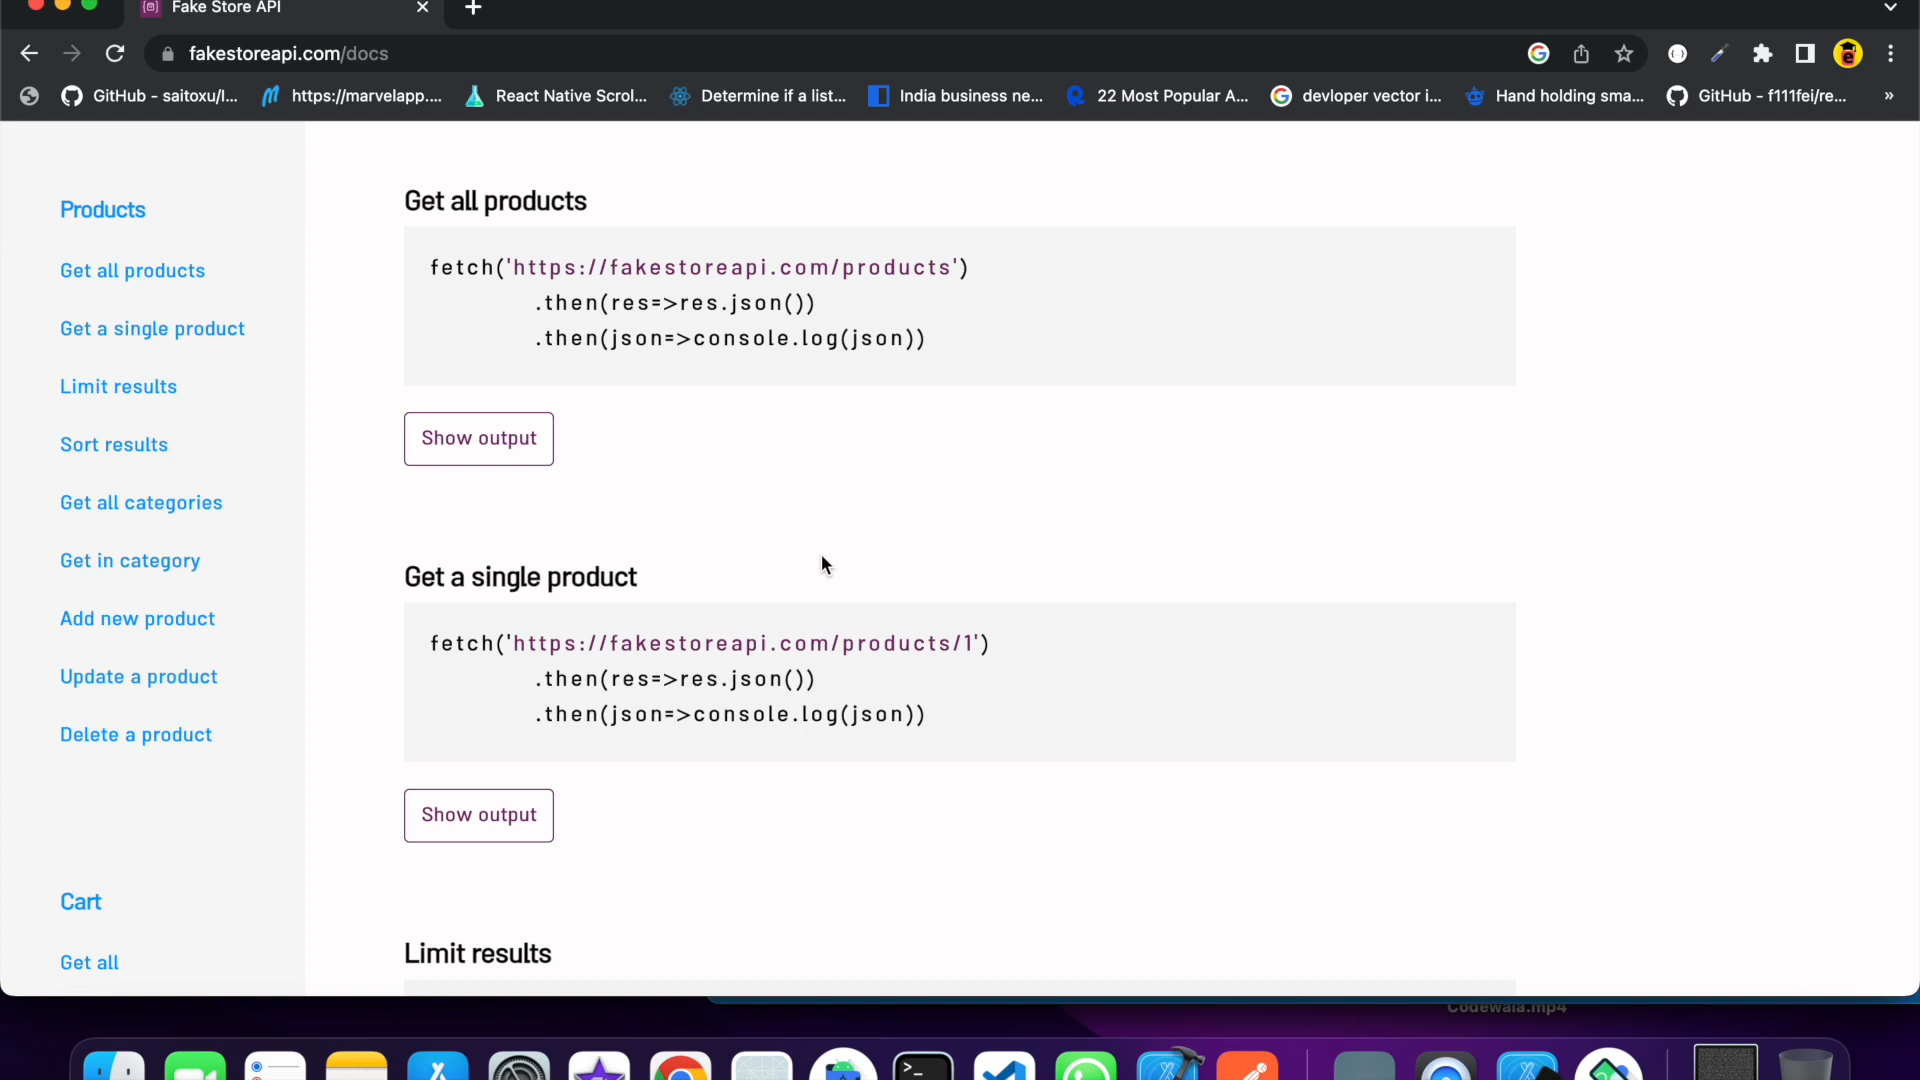 Fake Store API
fakestoreapi.com/docs
GitHub - saitoxu/I...
https://marvelapp....
React Native Scrol...
Determine if a list...
India business ne...
22 Most Popular A...
devloper vector i...
Hand holding sma...
GitHub - f111fei/re...
»
Products
Get all products
Get a single product
Limit results
Sort results
Get all categories
Get in category
Add new product
Update a product
Delete a product
Cart
Get all
Get all products
fetch('https://fakestoreapi.com/products')
.then(res=>res.json())
.then(json=>console.log(json))
Show output
Get a single product
fetch('https://fakestoreapi.com/products/1')
.then(res=>res.json())
.then(json=>console.log(json))
Show output
Limit results
Codewala.mp4